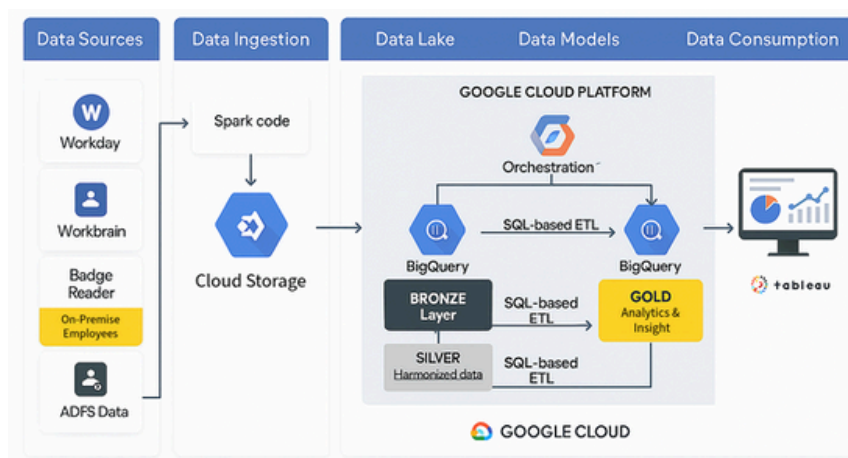 Data Sources
Data Ingestion
Data Lake
Data Models
Data Consumption
W
Workday
Workbrain
Badge
Reader
On-Premise
Employees
ADFS Data
Spark code
Cloud Storage
GOOGLE CLOUD PLATFORM
Orchestration
SQL-based ETL
BigQuery
BigQuery
BRONZE
Layer
SQL-based
ETL
GOLD
Analytics &
Insight
SILVER
Harmonized data
SQL-based
ETL
tableau
GOOGLE CLOUD